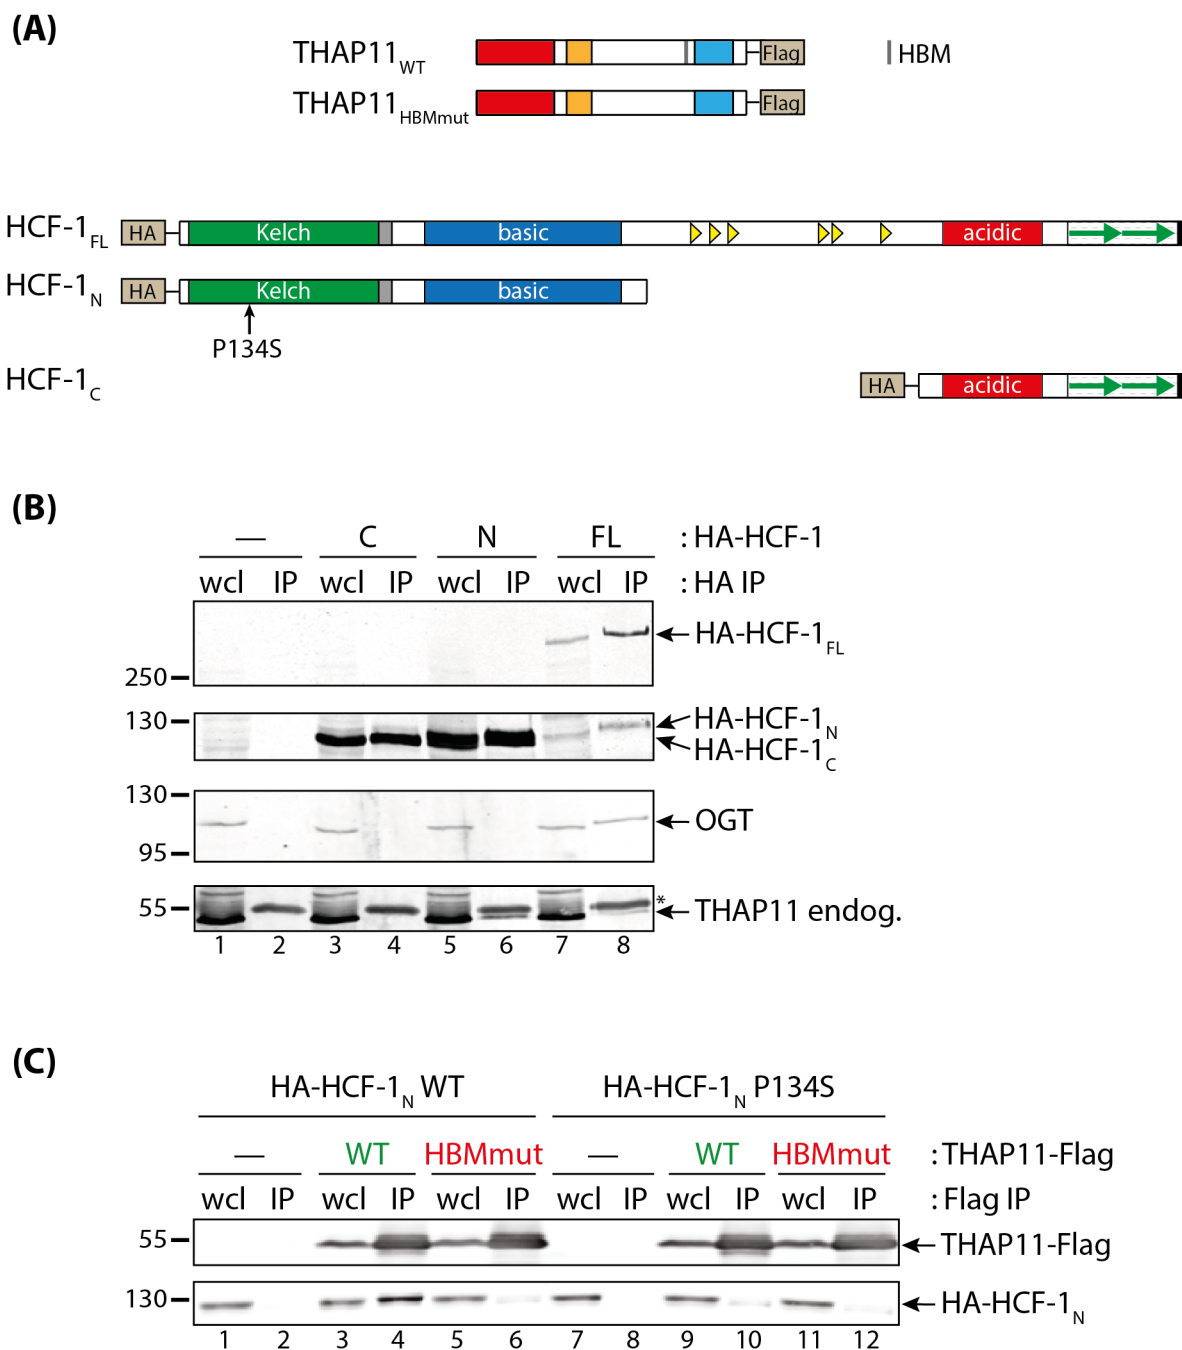 (A)
THAP11WT Flag HBM
THAP11HBMmut Flag
HCF-1FL HA Kelch basic acidic
HCF-1N HA Kelch basic
P134S
HCF-1C HA acidic
(B)
— C N FL : HA-HCF-1
wcl IP wcl IP wcl IP wcl IP : HA IP
HA-HCF-1FL
250
130 HA-HCF-1N
HA-HCF-1C
130
OGT
95
55 * THAP11 endog.
1 2 3 4 5 6 7 8
(C)
HA-HCF-1N WT HA-HCF-1N P134S
— WT HBMmut — WT HBMmut : THAP11-Flag
wcl IP wcl IP wcl IP wcl IP wcl IP wcl IP : Flag IP
55 THAP11-Flag
130 HA-HCF-1N
1 2 3 4 5 6 7 8 9 10 11 12